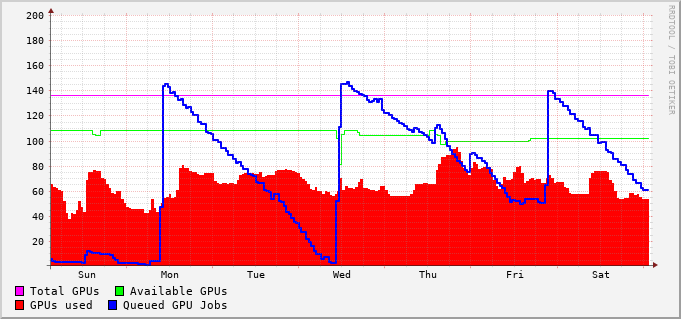 200
180
160
140
120
100
80
60
40
20
Sun Mon Tue Wed Thu Fri Sat
Total GPUs Available GPUs
GPUs used Queued GPU Jobs
RRDTOOL / TOBI OETIKER